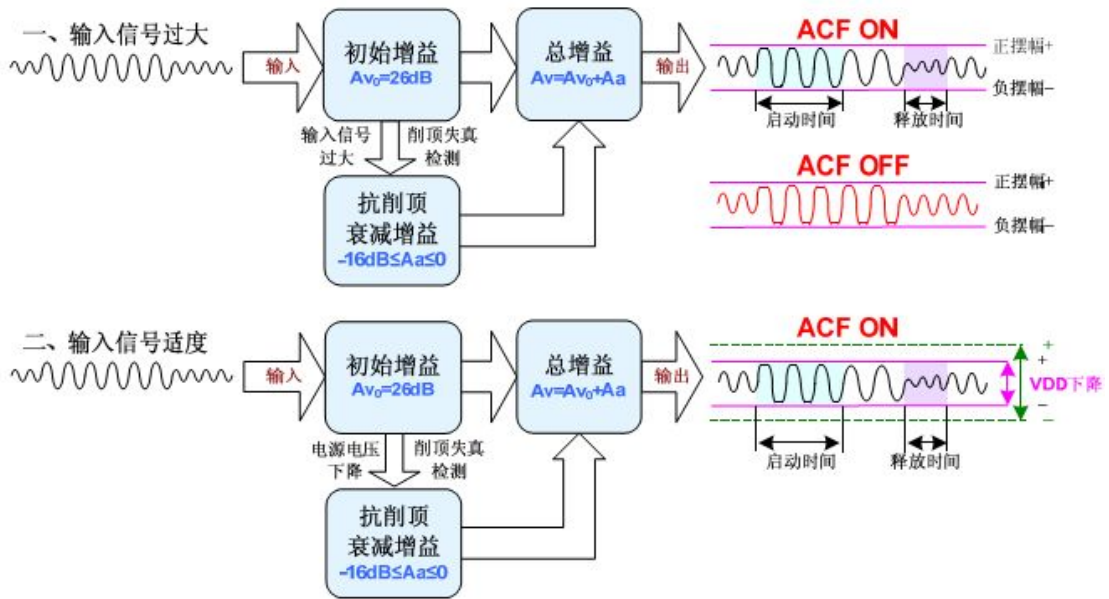 一、输入信号过大
输入
初始增益
Av₀=26dB
总增益
Av=Av₀+Aa
输出
ACF ON
正摆幅+
负摆幅-
启动时间
释放时间
输入信号
过大
削顶失真
检测
抗削顶
衰减增益
-16dB≤Aa≤0
ACF OFF
正摆幅+
负摆幅-
二、输入信号适度
输入
初始增益
Av₀=26dB
总增益
Av=Av₀+Aa
输出
ACF ON
+
+
VDD下降
-
-
启动时间
释放时间
电源电压
下降
削顶失真
检测
抗削顶
衰减增益
-16dB≤Aa≤0